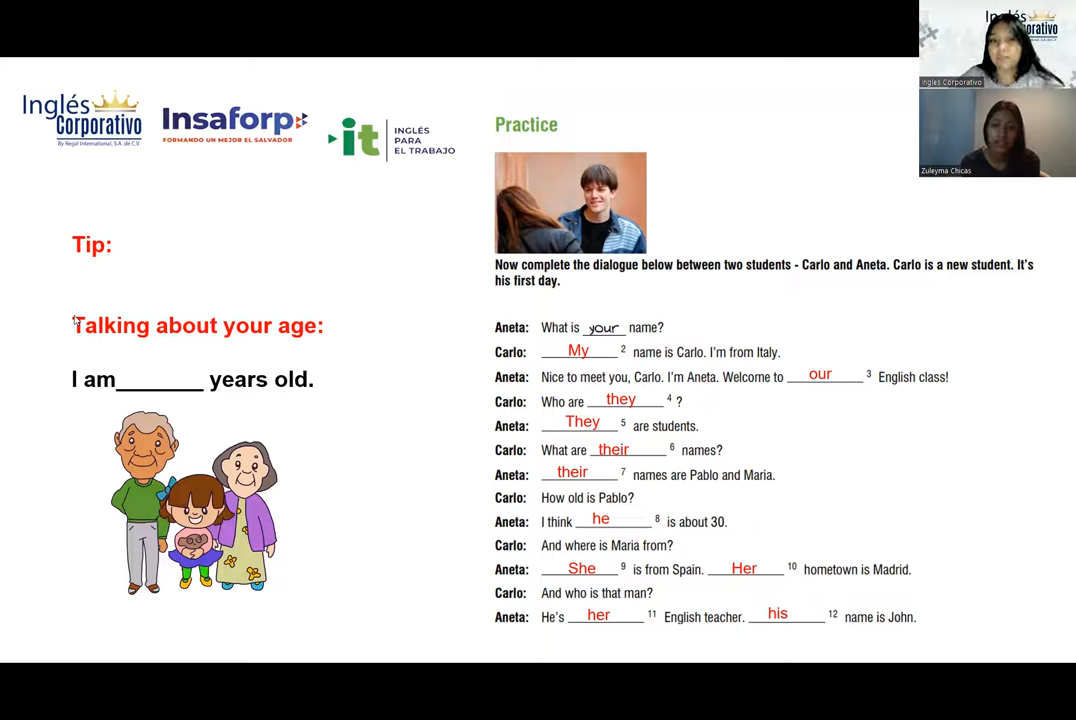 Inglés
Corporativo
By Regal International, S.A. de C.V.
Insaforp
FORMANDO UN MEJOR EL SALVADOR
it
INGLÉS
PARA
EL TRABAJO
Tip:
Talking about your age:
I am_______ years old.
Practice
Now complete the dialogue below between two students - Carlo and Aneta. Carlo is a new student. It's
his first day.
Aneta: What is your name?
Carlo: My 2 name is Carlo. I'm from Italy.
Aneta: Nice to meet you, Carlo. I'm Aneta. Welcome to our 3 English class!
Carlo: Who are they 4 ?
Aneta: They 5 are students.
Carlo: What are their 6 names?
Aneta: their 7 names are Pablo and Maria.
Carlo: How old is Pablo?
Aneta: I think he 8 is about 30.
Carlo: And where is Maria from?
Aneta: She 9 is from Spain. Her 10 hometown is Madrid.
Carlo: And who is that man?
Aneta: He's her 11 English teacher. his 12 name is John.
Ingles Corporativo
Zuleyma Chicas